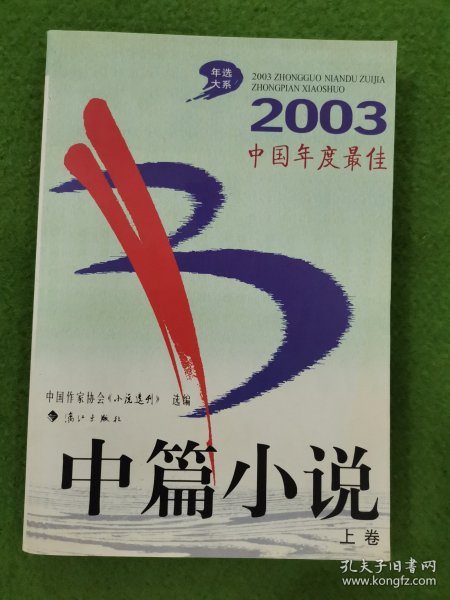 年选
大系
2003 ZHONGGUO NIANDU ZUIJIA
ZHONGPIAN XIAOSHUO
2003
中国年度最佳
中国作家协会《小说选刊》 选编
漓江出版社
中篇小说
上卷
孔夫子旧书网
www.kongfz.com